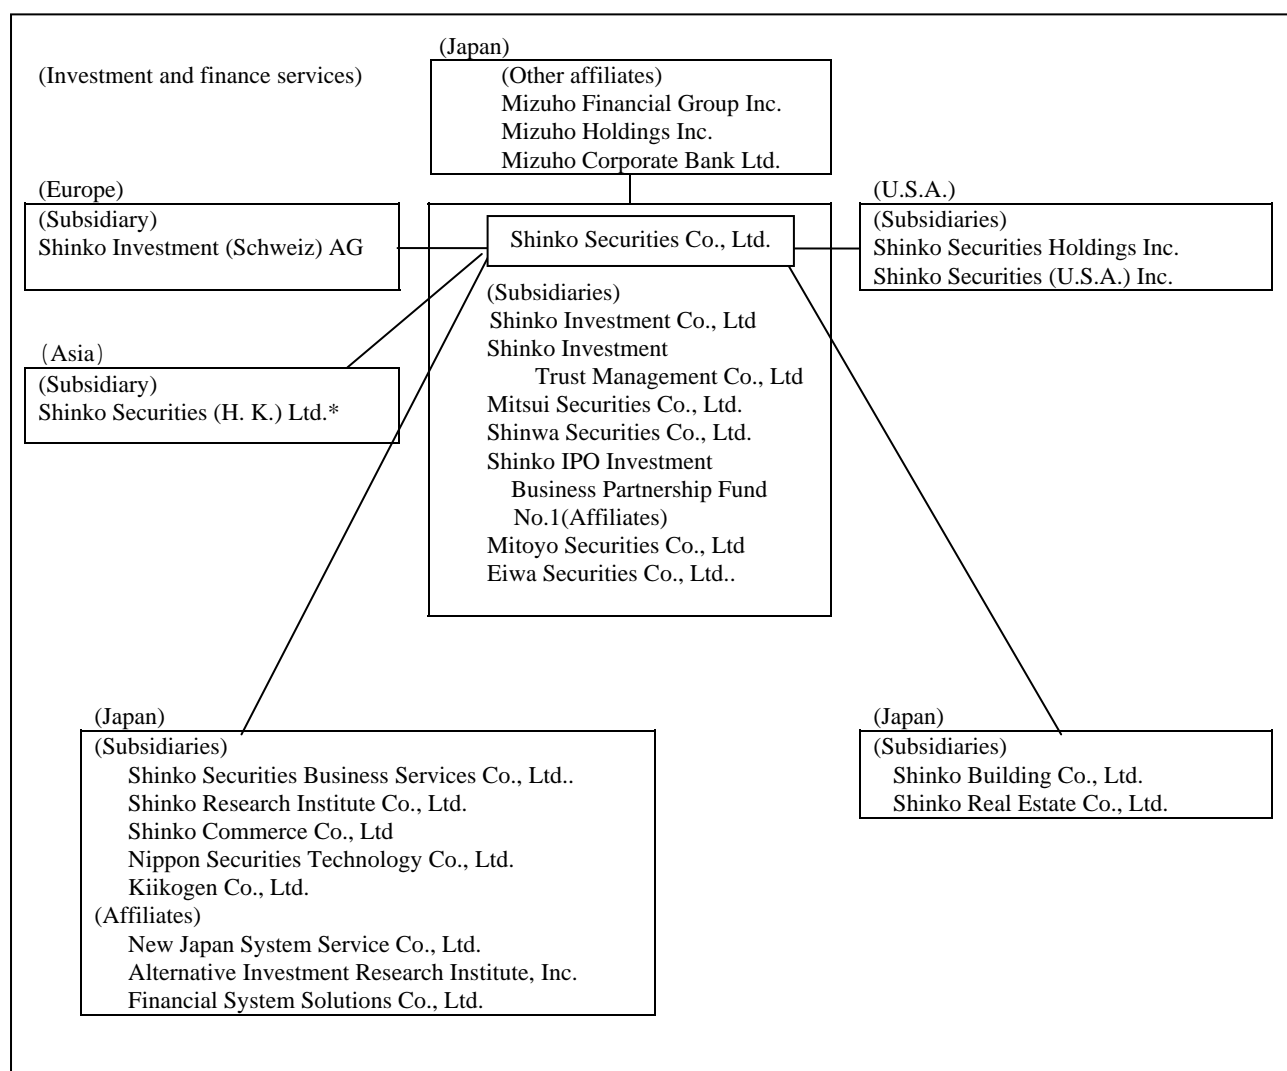 (Japan)
(Investment and finance services)
(Other affiliates)
Mizuho Financial Group Inc.
Mizuho Holdings Inc.
Mizuho Corporate Bank Ltd.
(Europe)
(Subsidiary)
Shinko Investment (Schweiz) AG
Shinko Securities Co., Ltd.
(U.S.A.)
(Subsidiaries)
Shinko Securities Holdings Inc.
Shinko Securities (U.S.A.) Inc.
(Subsidiaries)
Shinko Investment Co., Ltd
Shinko Investment
Trust Management Co., Ltd
Mitsui Securities Co., Ltd.
Shinwa Securities Co., Ltd.
Shinko IPO Investment
Business Partnership Fund
No.1(Affiliates)
Mitoyo Securities Co., Ltd
Eiwa Securities Co., Ltd..
(Asia)
(Subsidiary)
Shinko Securities (H. K.) Ltd.*
(Japan)
(Subsidiaries)
Shinko Securities Business Services Co., Ltd..
Shinko Research Institute Co., Ltd.
Shinko Commerce Co., Ltd
Nippon Securities Technology Co., Ltd.
Kiikogen Co., Ltd.
(Affiliates)
New Japan System Service Co., Ltd.
Alternative Investment Research Institute, Inc.
Financial System Solutions Co., Ltd.
(Japan)
(Subsidiaries)
Shinko Building Co., Ltd.
Shinko Real Estate Co., Ltd.